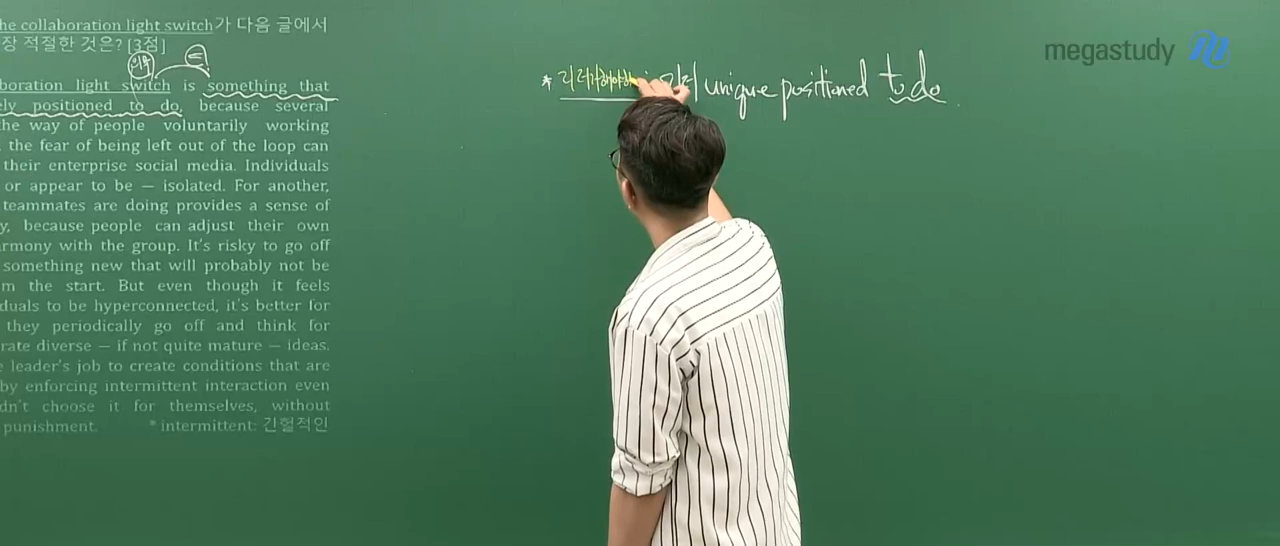 he collaboration light switch가 다음 글에서
장 적절한 것은? [3점]
boration light switch is something that
ely positioned to do, because several
the way of people voluntarily working
the fear of being left out of the loop can
their enterprise social media. Individuals
or appear to be — isolated. For another,
teammates are doing provides a sense of
y, because people can adjust their own
rmony with the group. It's risky to go off
something new that will probably not be
m the start. But even though it feels
duals to be hyperconnected, it's better for
they periodically go off and think for
rate diverse — if not quite mature — ideas.
e leader's job to create conditions that are
by enforcing intermittent interaction even
dn't choose it for themselves, without
punishment. * intermittent: 간헐적인
* unique positioned to do
megastudy